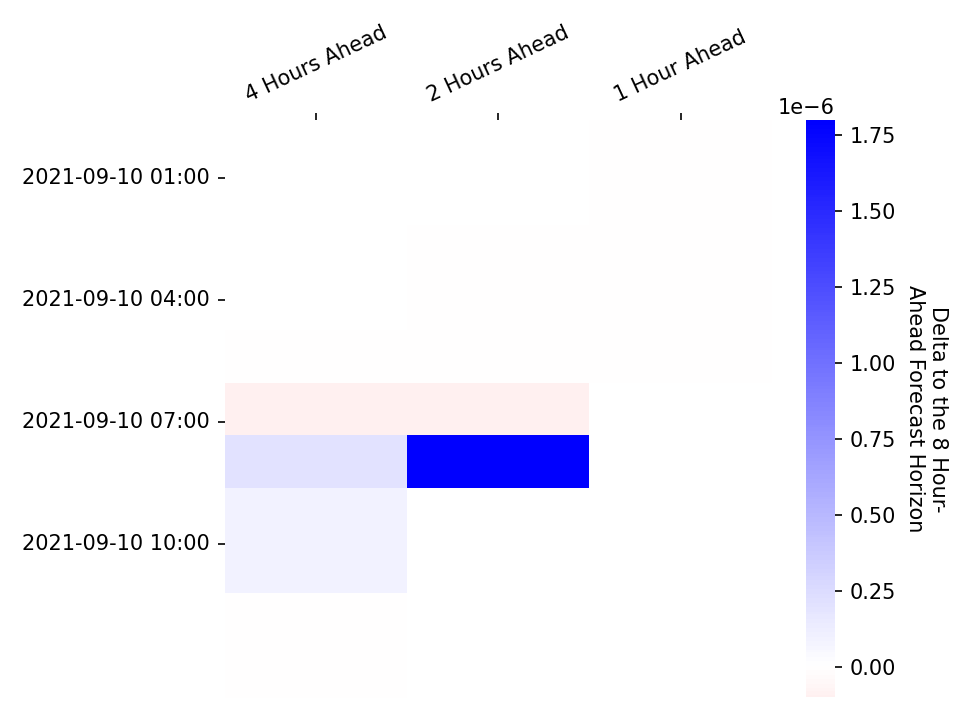 4 Hours Ahead
2 Hours Ahead
1 Hour Ahead
1e−6
2021-09-10 01:00
2021-09-10 04:00
2021-09-10 07:00
2021-09-10 10:00
1.75
1.50
1.25
1.00
0.75
0.50
0.25
0.00
Delta to the 8 Hour-
Ahead Forecast Horizon